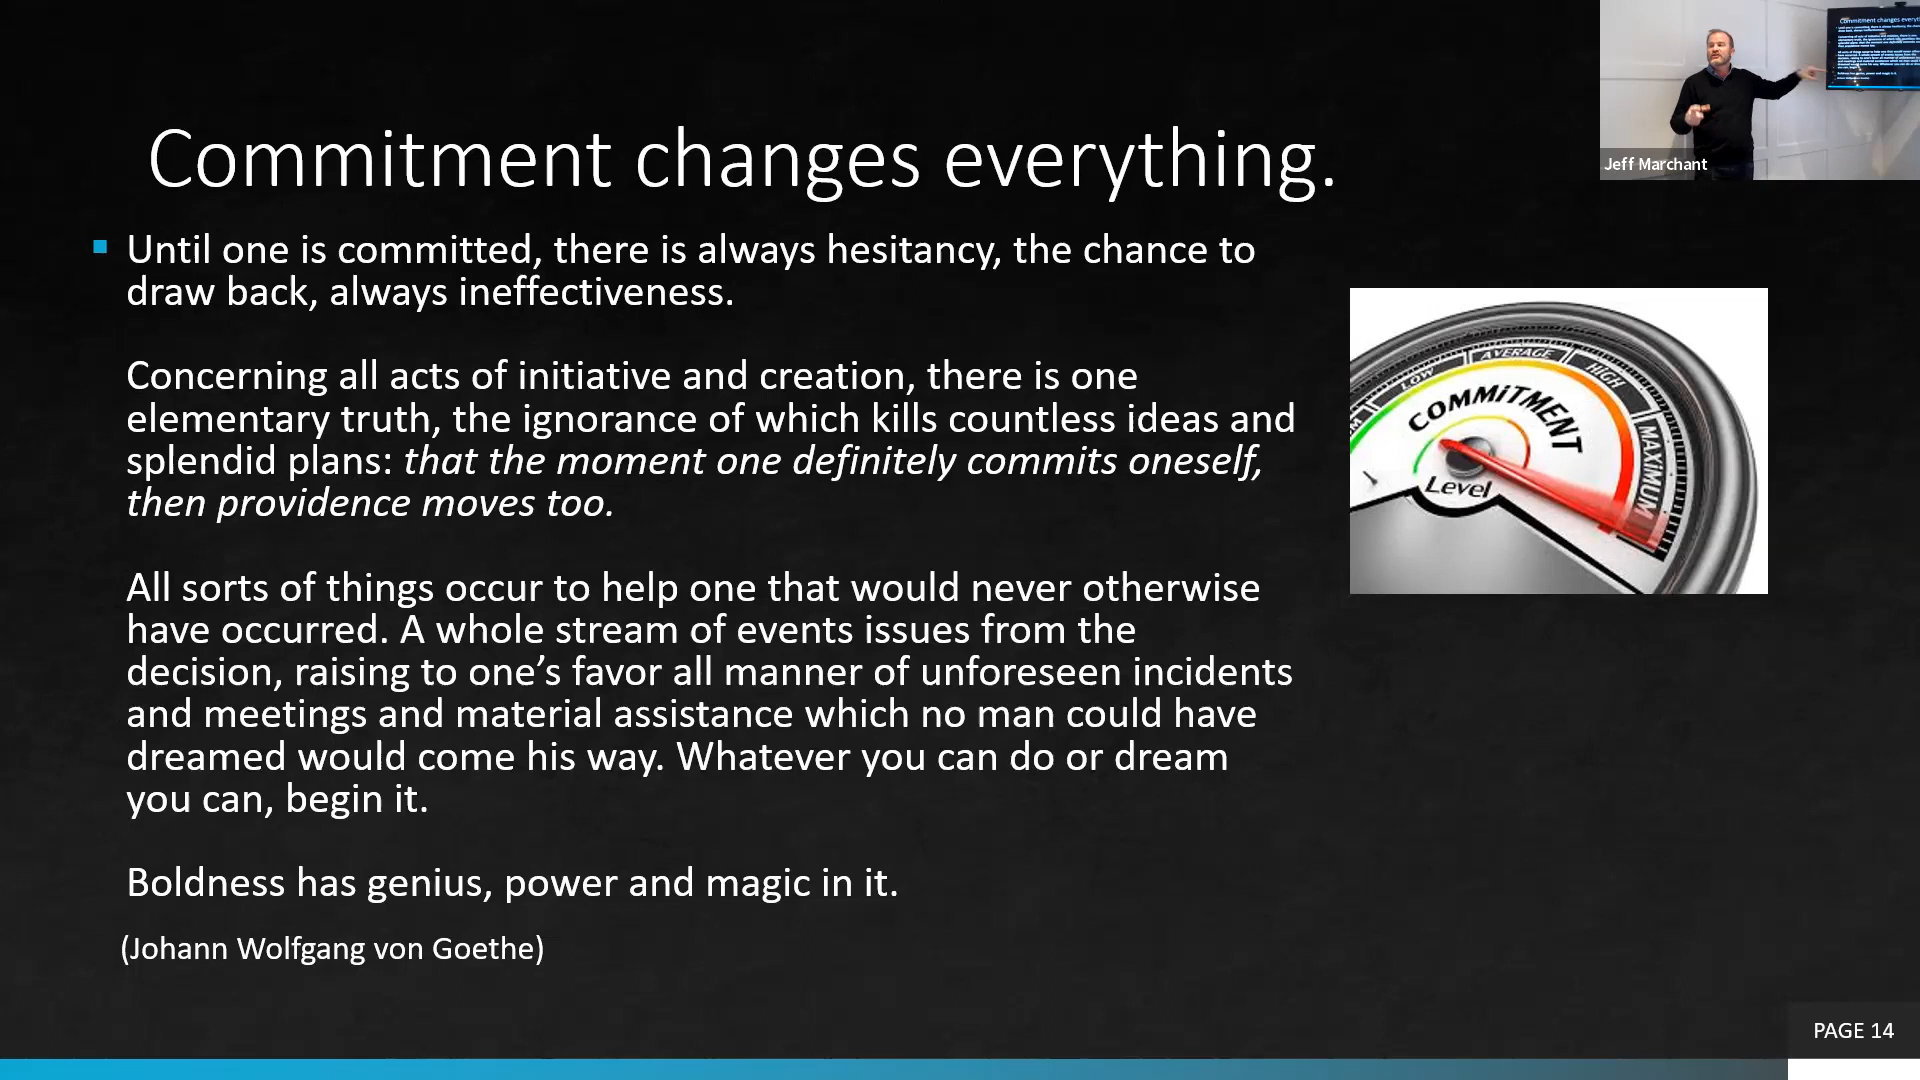 Commitment changes everything.
Until one is committed, there is always hesitancy, the chance to
draw back, always ineffectiveness.
Concerning all acts of initiative and creation, there is one
elementary truth, the ignorance of which kills countless ideas and
splendid plans: that the moment one definitely commits oneself,
then providence moves too.
All sorts of things occur to help one that would never otherwise
have occurred. A whole stream of events issues from the
decision, raising to one’s favor all manner of unforeseen incidents
and meetings and material assistance which no man could have
dreamed would come his way. Whatever you can do or dream
you can, begin it.
Boldness has genius, power and magic in it.
(Johann Wolfgang von Goethe)
LOW
AVERAGE
HIGH
MAXIMUM
COMMiTMENT
Level
Commitment changes
Jeff Marchant
PAGE 14